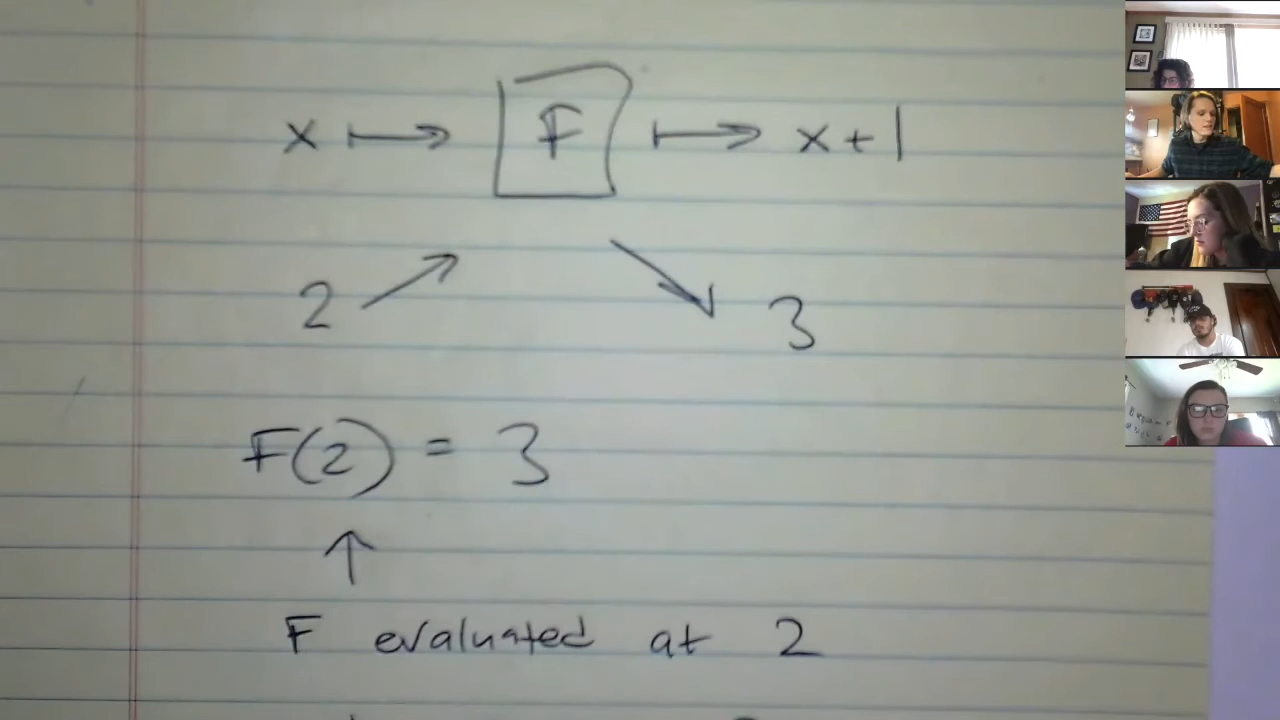 x ↦ F ↦ x+1
2 ↗ ↘ 3
F(2) = 3
↑
F evaluated at 2